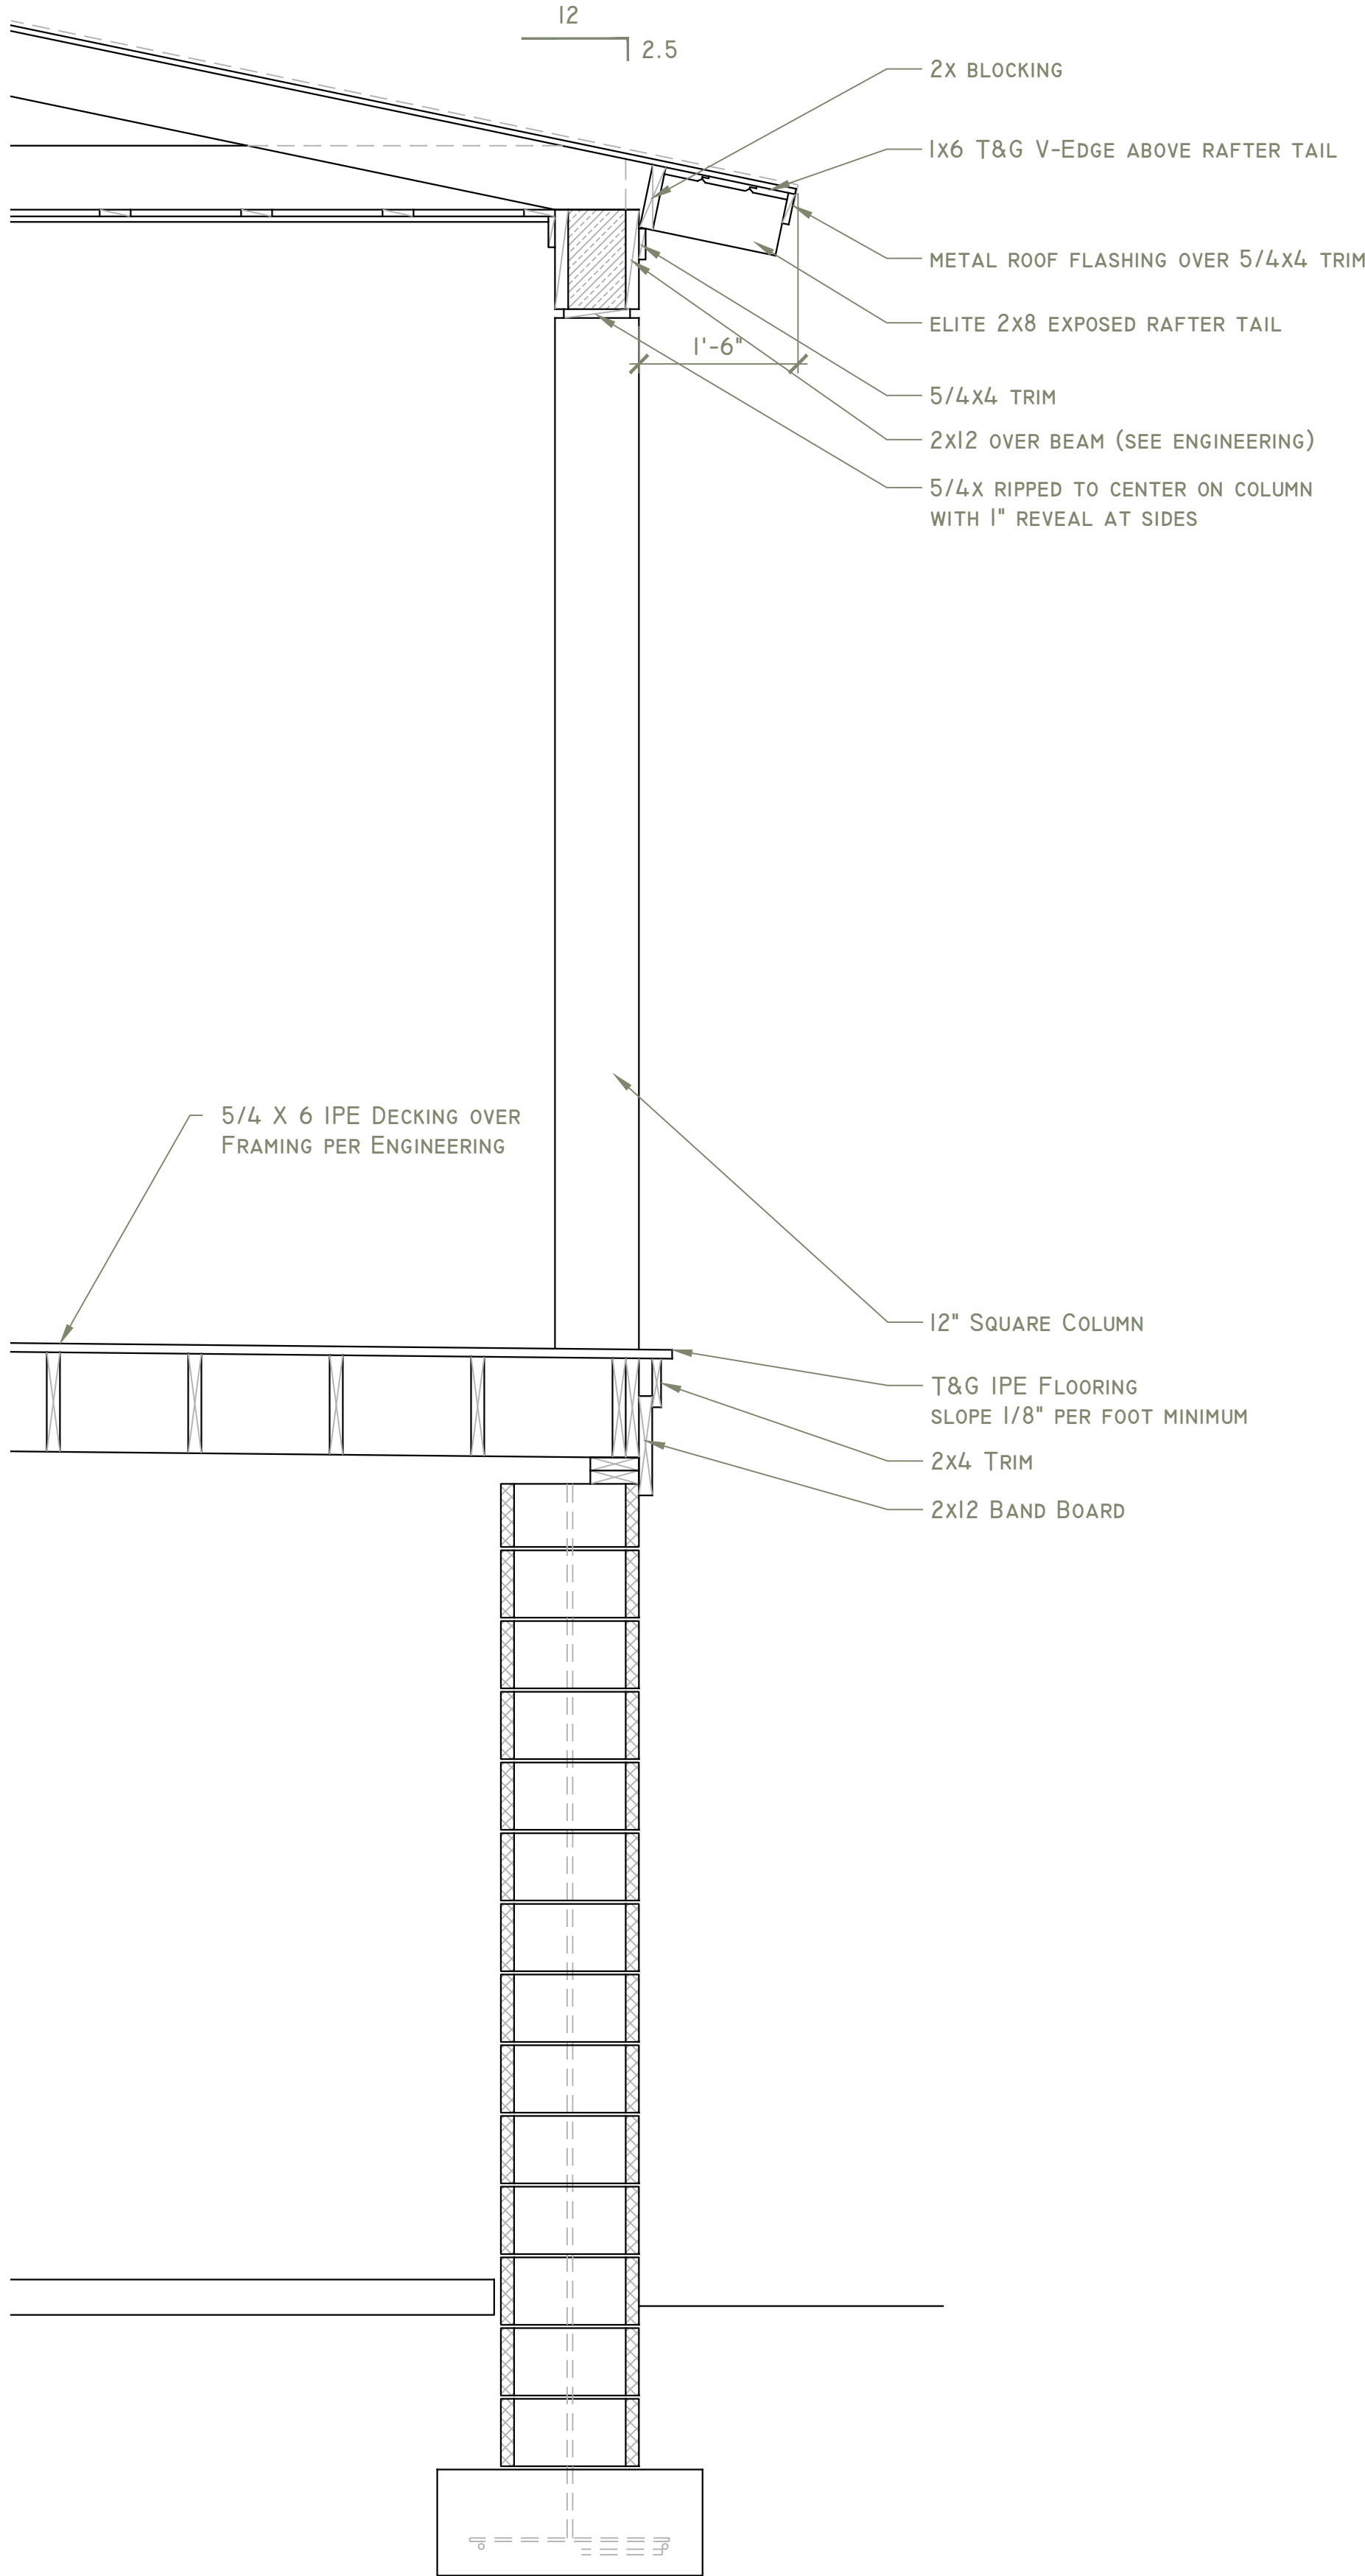 12
2.5
2x blocking
1x6 T&G V-Edge above rafter tail
metal roof flashing over 5/4x4 trim
elite 2x8 exposed rafter tail
1'-6"
5/4x4 trim
2x12 over beam (see engineering)
5/4x ripped to center on column
with 1" reveal at sides
5/4 X 6 IPE Decking over
Framing per Engineering
12" Square Column
T&G IPE Flooring
slope 1/8" per foot minimum
2x4 Trim
2x12 Band Board